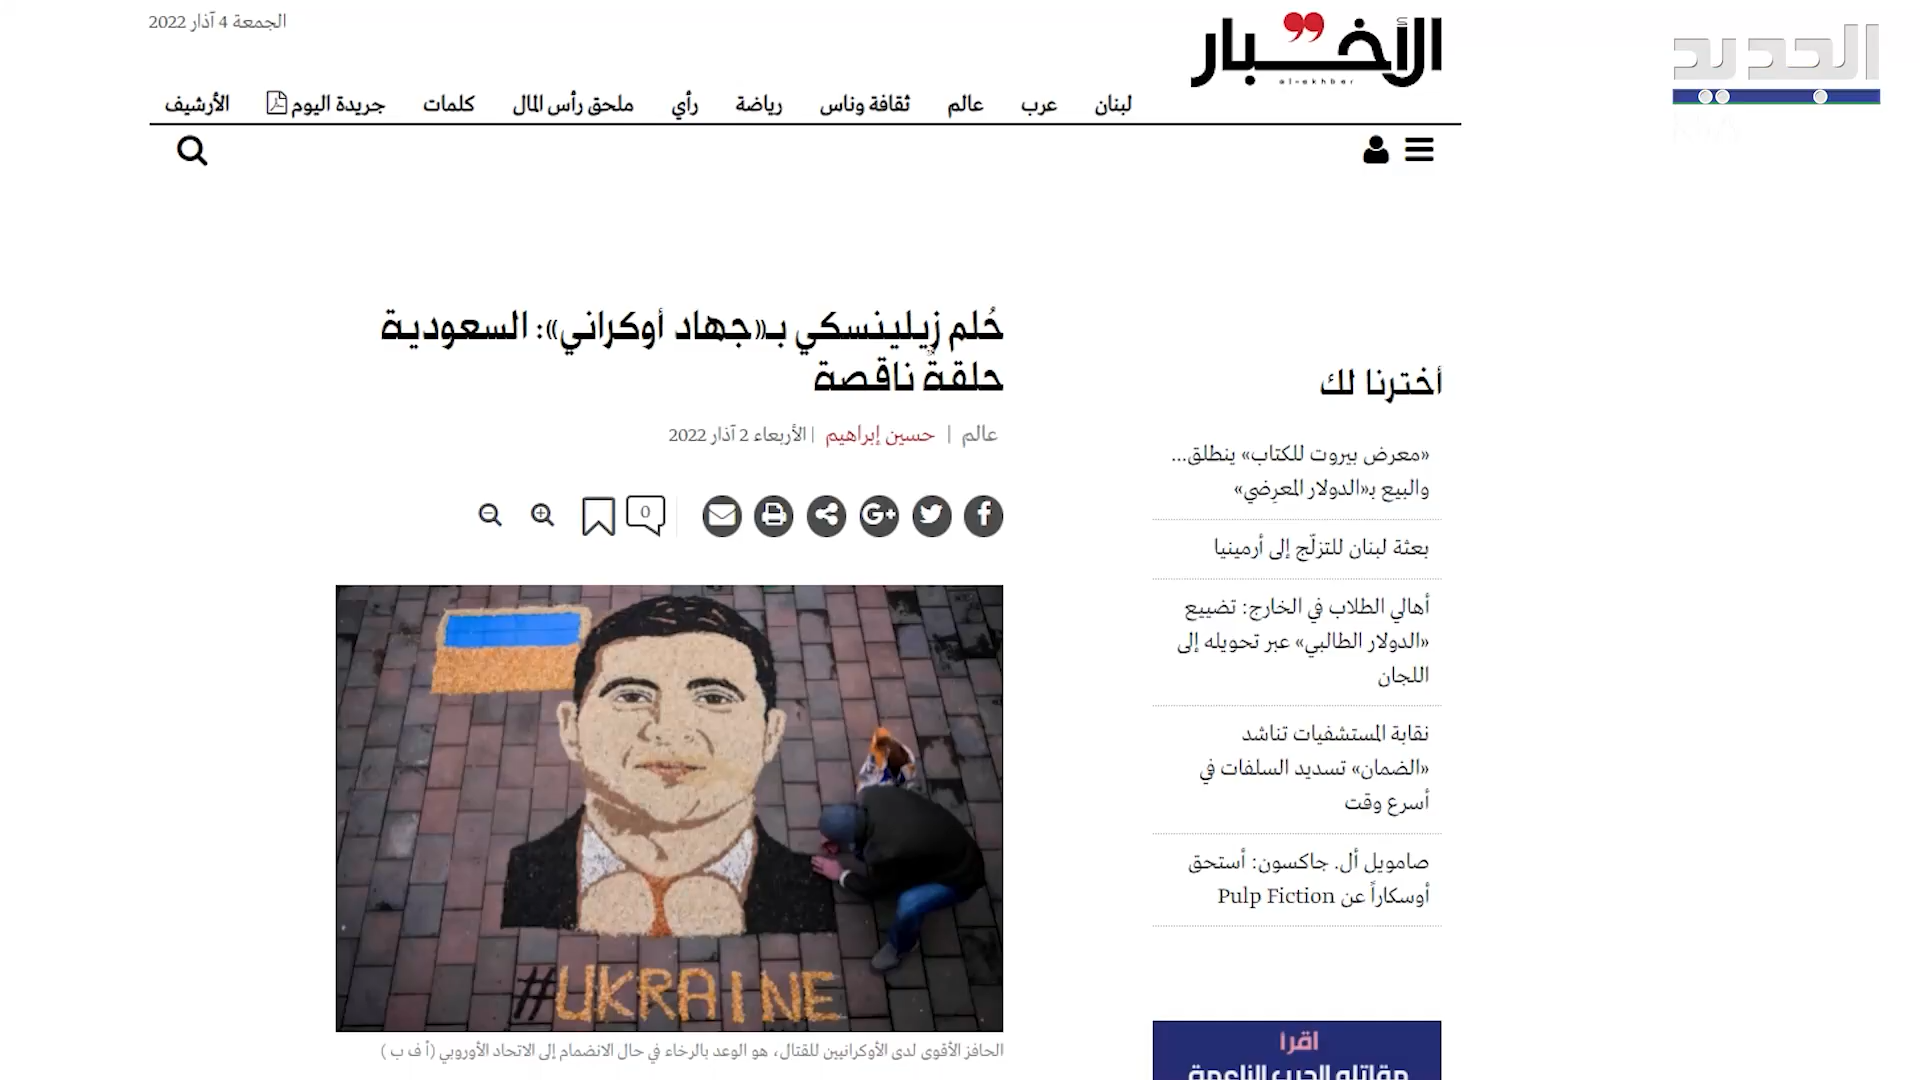 الجمعة 4 آذار 2022
الأخبار
al-akhbar
الجديد
لبنان عرب عالم ثقافة وناس رياضة رأي ملحق رأس المال كلمات جريدة اليوم الأرشيف
حُلم زيلينسكي بـ«جهاد أوكراني»: السعودية
حلقةٌ ناقصة
عالم | حسين إبراهيم | الأربعاء 2 آذار 2022
0
#UKRAINE
الحافز الأقوى لدى الأوكرانيين للقتال، هو الوعد بالرخاء في حال الانضمام إلى الاتحاد الأوروبي (أ ف ب )
أخترنا لك
«معرض بيروت للكتاب» ينطلق...
والبيع بـ«الدولار المعرِضي»
بعثة لبنان للتزلّج إلى أرمينيا
أهالي الطلاب في الخارج: تضييع
«الدولار الطالبي» عبر تحويله إلى
اللجان
نقابة المستشفيات تناشد
«الضمان» تسديد السلفات في
أسرع وقت
صامويل أل. جاكسون: أستحق
أوسكاراً عن Pulp Fiction
اقرأ